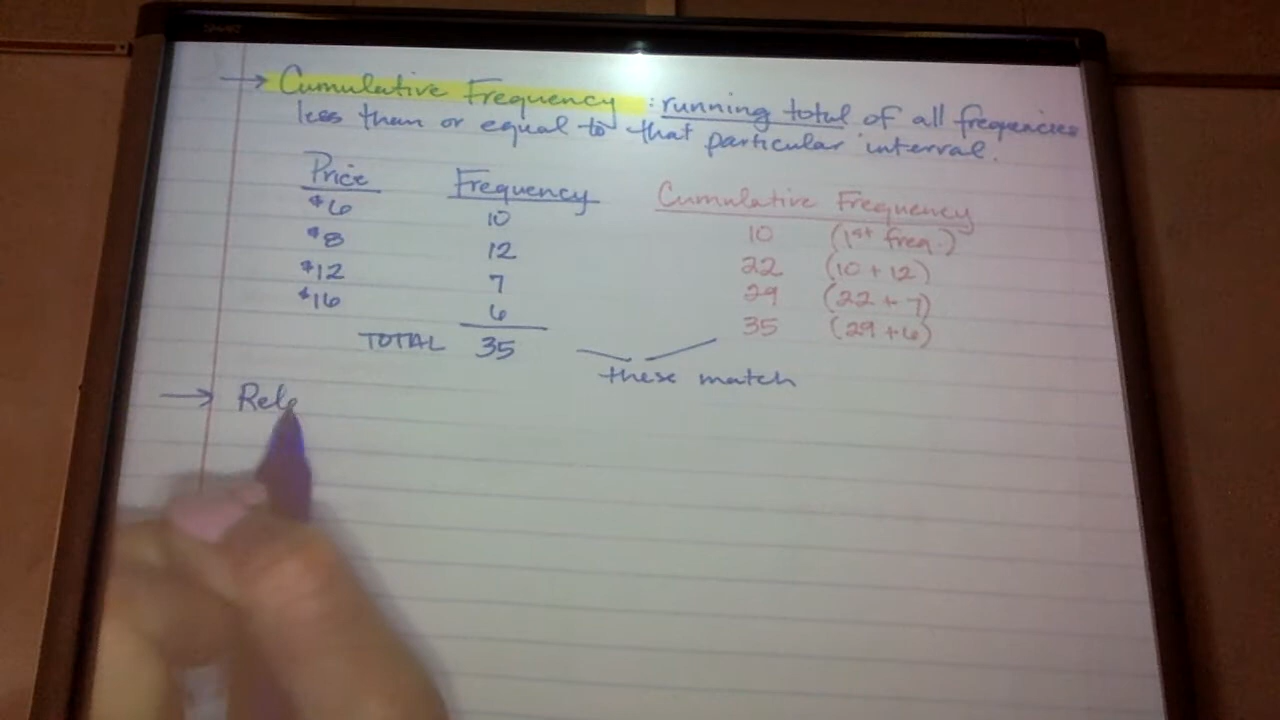 → Cumulative Frequency : running total of all frequencies
less than or equal to that particular interval.
Price Frequency Cumulative Frequency
$6 10 10 (1st freq.)
$8 12 22 (10 + 12)
$12 7 29 (22 + 7)
$16 6 35 (29 + 6)
TOTAL 35
these match
→ Rela